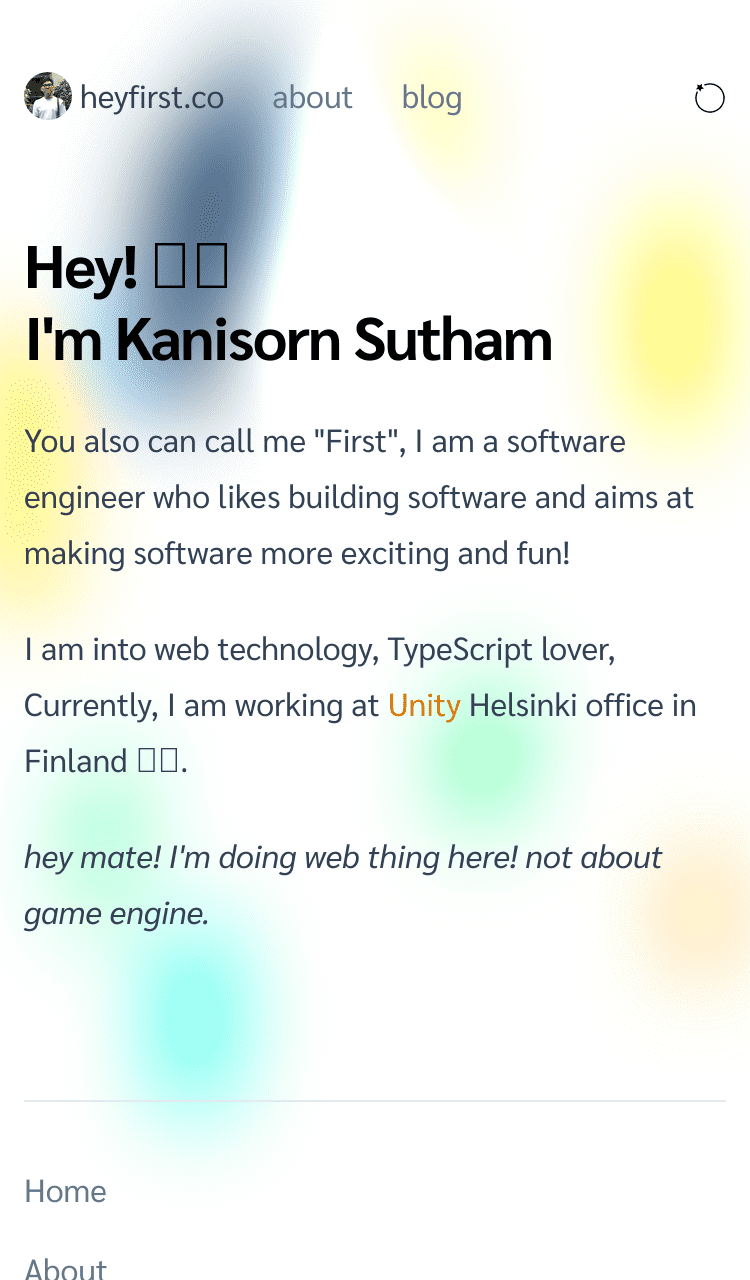 heyfirst.co about blog
Hey! 
I'm Kanisorn Sutham
You also can call me "First", I am a software
engineer who likes building software and aims at
making software more exciting and fun!
I am into web technology, TypeScript lover,
Currently, I am working at Unity Helsinki office in
Finland .
hey mate! I'm doing web thing here! not about
game engine.
Home
About